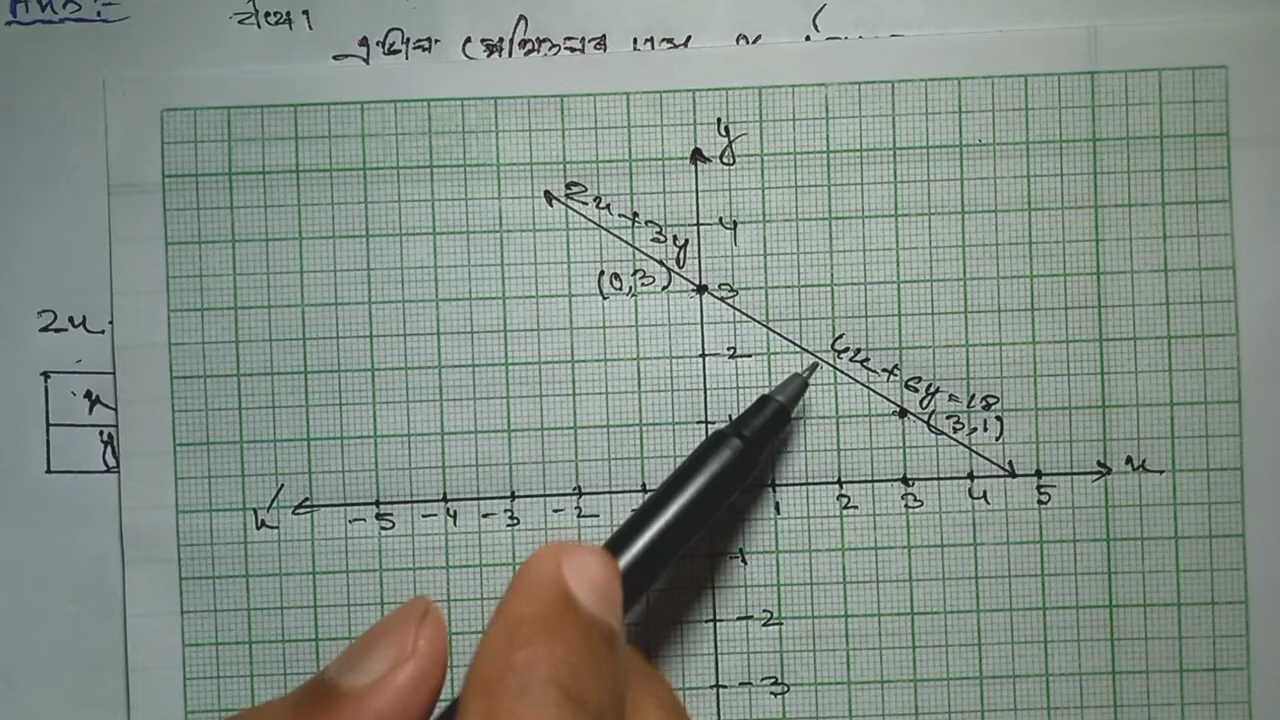 Ans:-
y
2x + 3y
4
(0,3)
3
2x
2
4x + 6y = 18
(3,1)
x
y
x
x'
-5 -4 -3 -2 1 2 3 4 5
-1
-2
-3